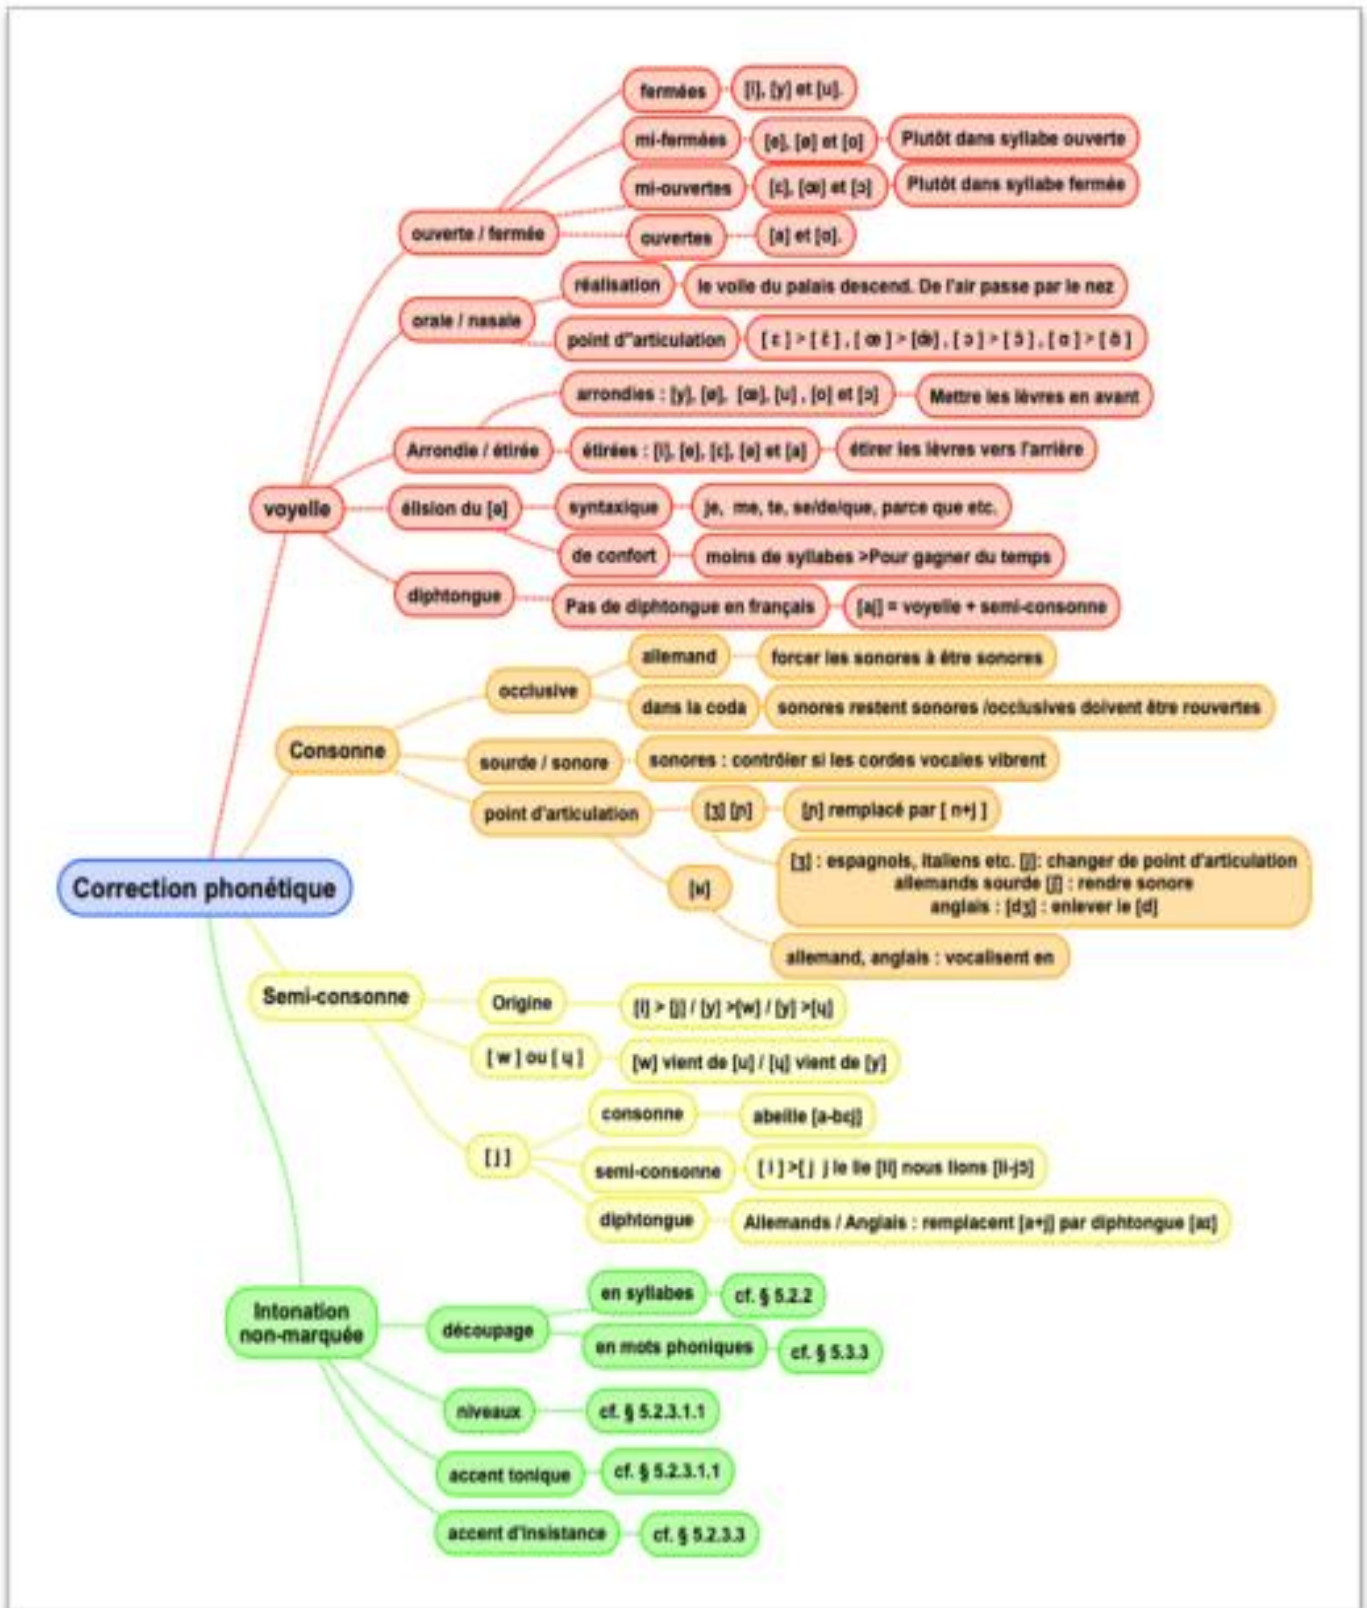 fermées
[i], [y] et [u].
mi-fermées
[e], [ø] et [o]
Plutôt dans syllabe ouverte
mi-ouvertes
[ɛ], [œ] et [ɔ]
Plutôt dans syllabe fermée
ouverte / fermée
ouvertes
[a] et [ɑ].
réalisation
le voile du palais descend. De l'air passe par le nez
orale / nasale
point d"articulation
[ ɛ ] > [ ɛ̃ ] , [ œ ] > [œ̃] , [ ɔ ] > [ ɔ̃ ] , [ ɑ ] > [ ɑ̃ ]
arrondies : [y], [ø], [œ], [u] , [o] et [ɔ]
Mettre les lèvres en avant
Arrondie / étirée
étirées : [i], [e], [ɛ], [ə] et [a]
étirer les lèvres vers l'arrière
voyelle
élision du [ə]
syntaxique
je, me, te, se/de/que, parce que etc.
de confort
moins de syllabes >Pour gagner du temps
diphtongue
Pas de diphtongue en français
[aj] = voyelle + semi-consonne
allemand
forcer les sonores à être sonores
occlusive
dans la coda
sonores restent sonores /occlusives doivent être rouvertes
Consonne
sourde / sonore
sonores : contrôler si les cordes vocales vibrent
point d'articulation
[ʒ] [ɲ]
[ɲ] remplacé par [ n+j ]
[ʒ] : espagnols, italiens etc. [j]: changer de point d'articulation
allemands sourde [ʃ] : rendre sonore
anglais : [dʒ] : enlever le [d]
[ʁ]
allemand, anglais : vocalisent en
Correction phonétique
Semi-consonne
Origine
[i] > [j] / [y] >[w] / [y] >[ɥ]
[ w ] ou [ ɥ ]
[w] vient de [u] / [ɥ] vient de [y]
consonne
abeille [a-bɛj]
[ j ]
semi-consonne
[ i ] >[ j j le lie [li] nous lions [li-jɔ̃]
diphtongue
Allemands / Anglais : remplacent [a+j] par diphtongue [aɪ]
Intonation
non-marquée
découpage
en syllabes
cf. § 5.2.2
en mots phoniques
cf. § 5.3.3
niveaux
cf. § 5.2.3.1.1
accent tonique
cf. § 5.2.3.1.1
accent d'insistance
cf. § 5.2.3.3